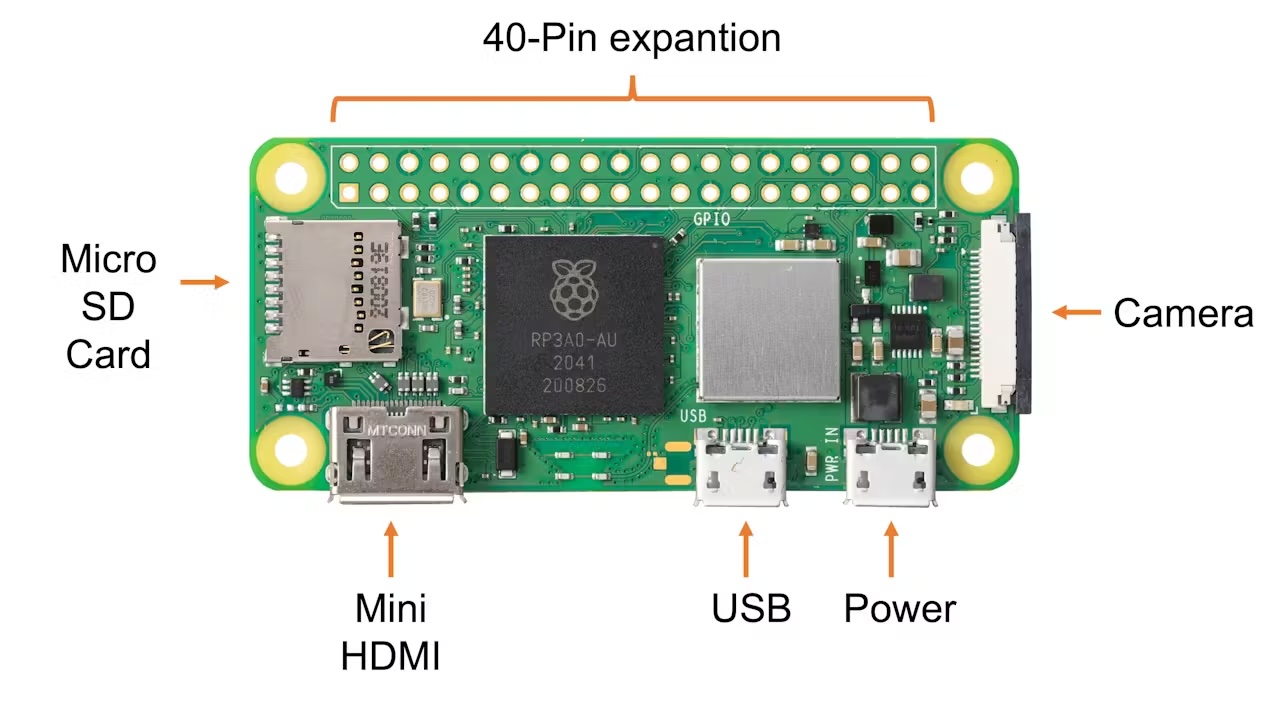 40-Pin expantion
GPIO
Micro
SD
Card
200819E
RP3A0-AU
2041
200826
Camera
USB
MTCONN
PWR IN
Mini
HDMI
USB
Power